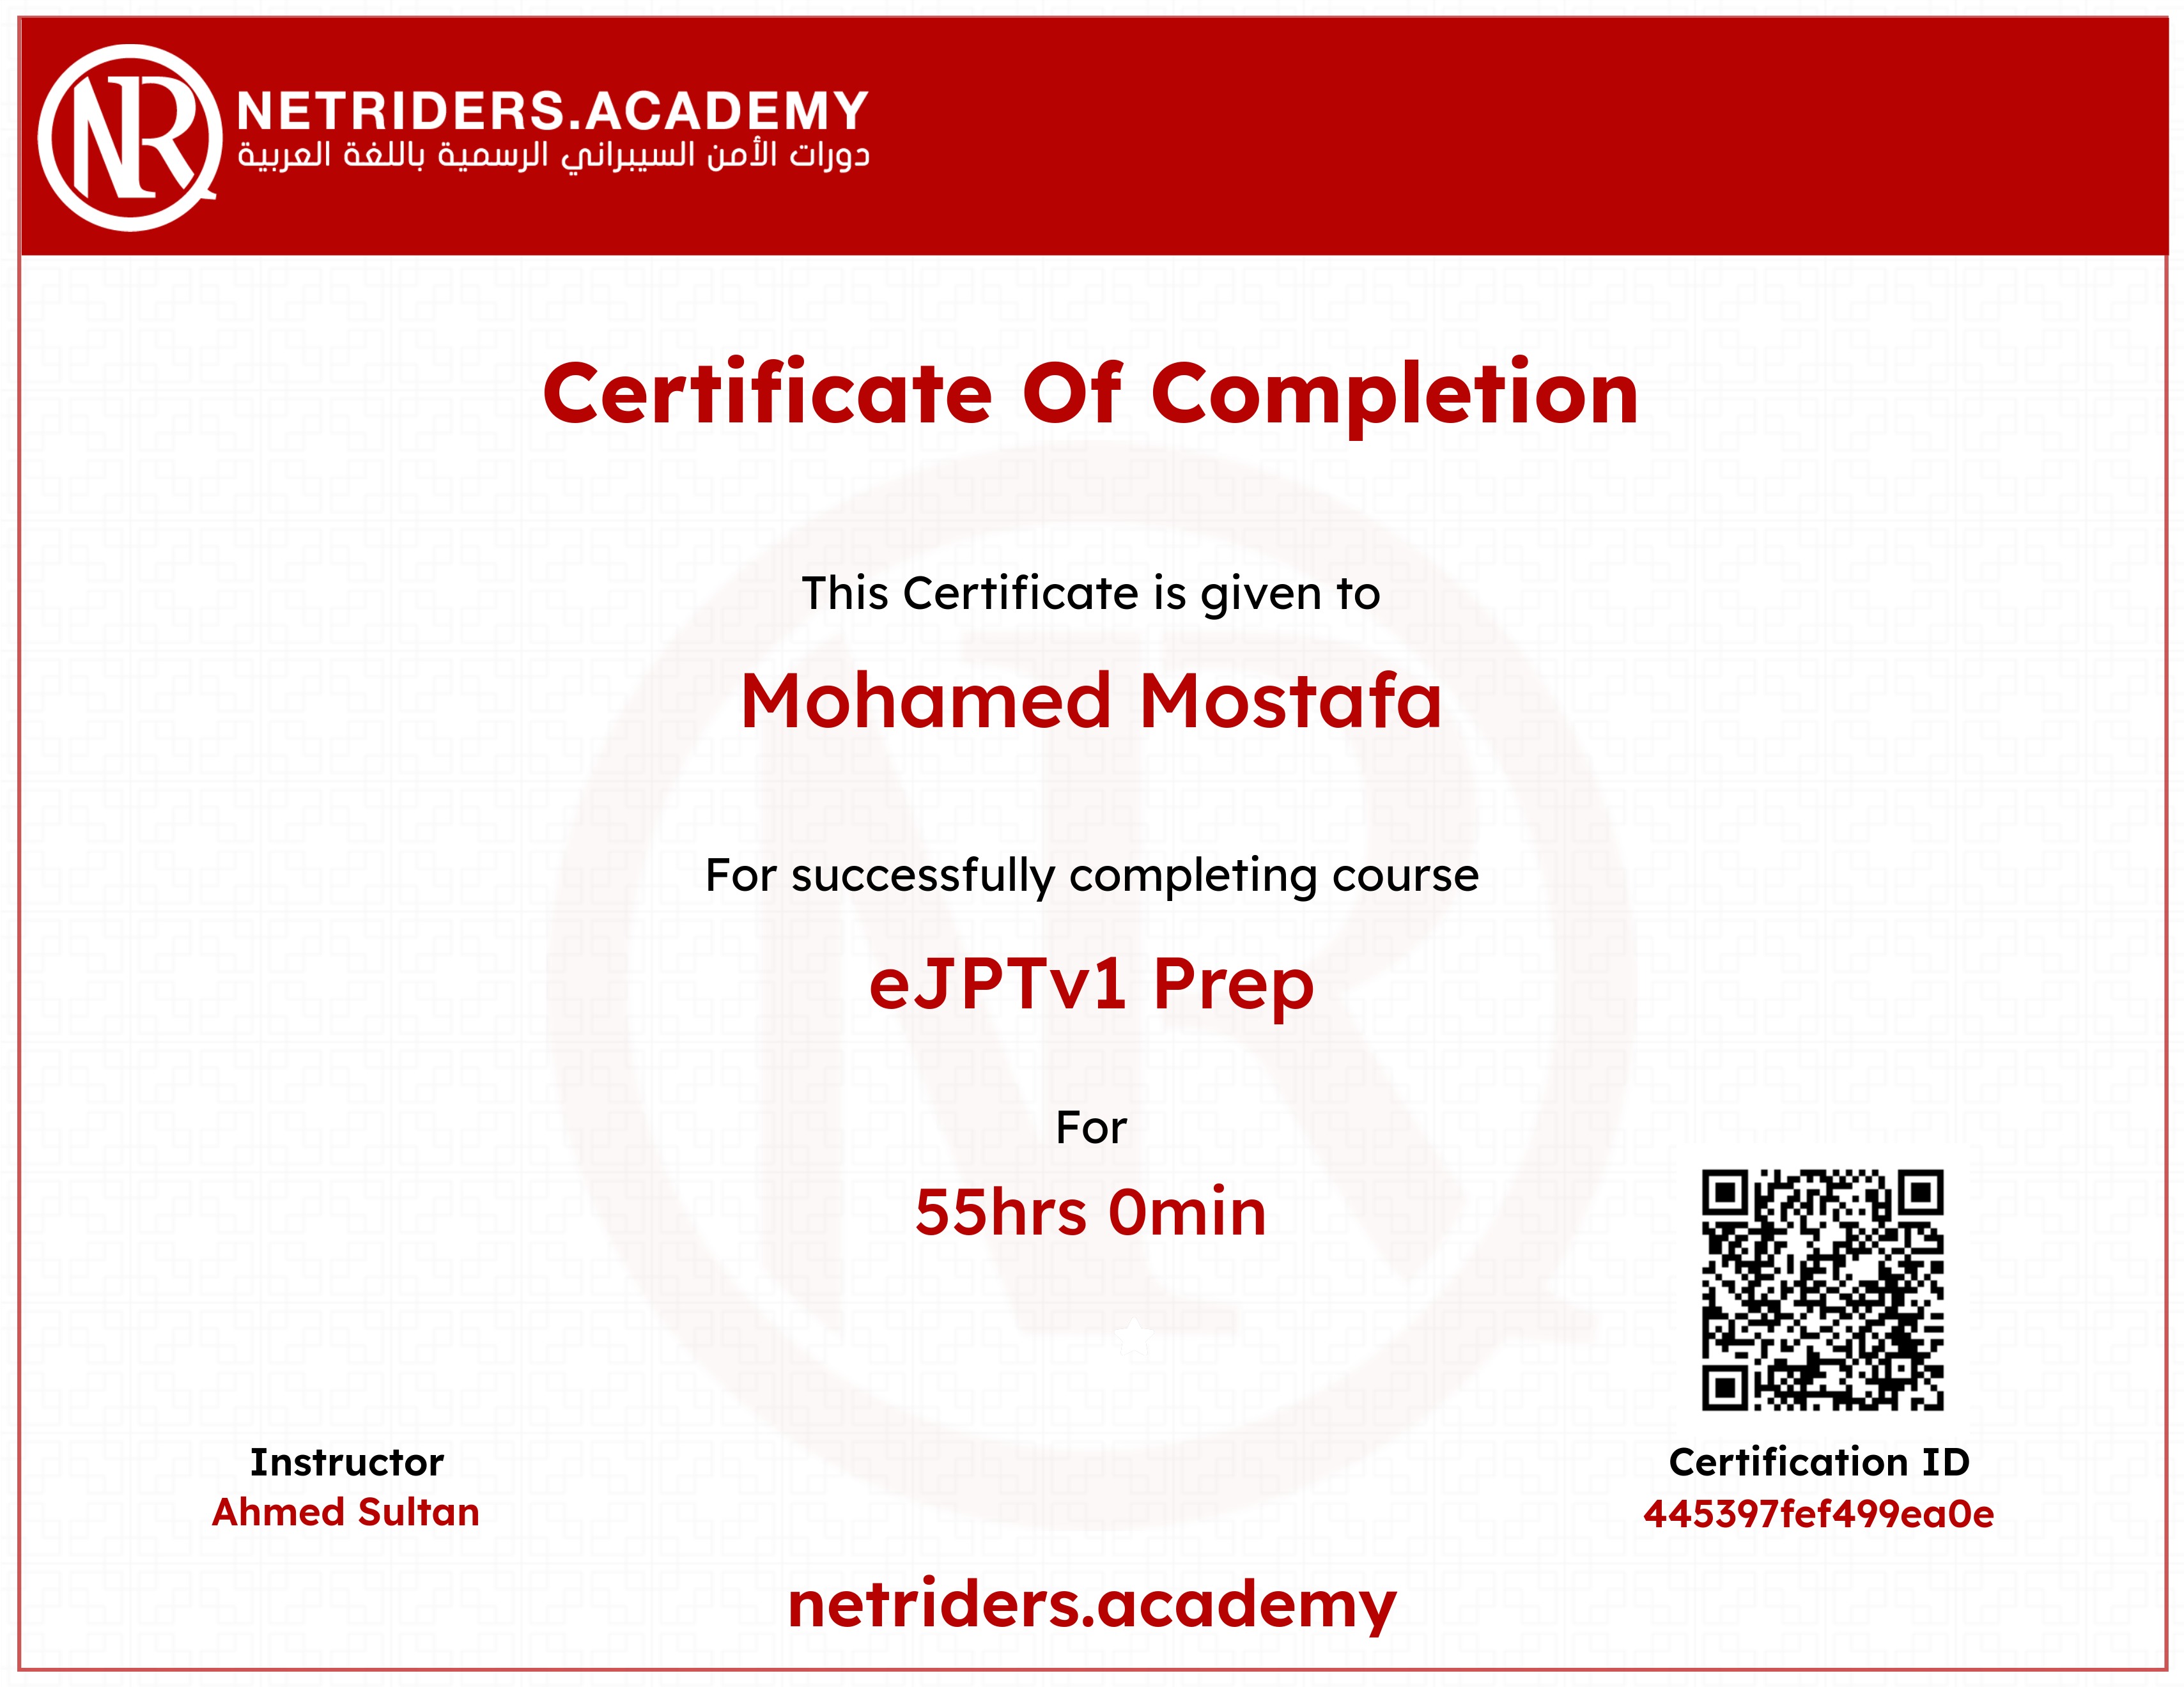 NR
NETRIDERS.ACADEMY
دورات الأمن السيبراني الرسمية باللغة العربية
Certificate Of Completion
This Certificate is given to
Mohamed Mostafa
For successfully completing course
eJPTv1 Prep
For
55hrs 0min
Instructor
Ahmed Sultan
Certification ID
445397fef499ea0e
netriders.academy